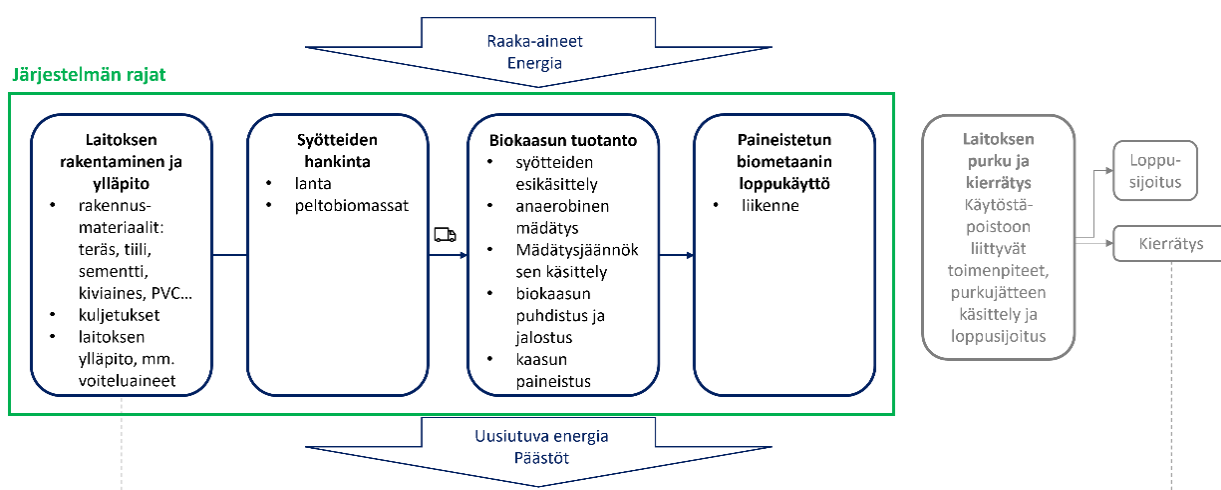 Raaka-aineet
Energia
Järjestelmän rajat
Laitoksen
rakentaminen ja
ylläpito
• rakennus-
materiaalit:
teräs, tiili,
sementti,
kiviaines, PVC...
• kuljetukset
• laitoksen
ylläpito, mm.
voiteluaineet
Syötteiden
hankinta
• lanta
• peltobiomassat
Biokaasun tuotanto
• syötteiden
esikäsittely
• anaerobinen
mädätys
• Mädätysjäännök
sen käsittely
• biokaasun
puhdistus ja
jalostus
• kaasun
paineistus
Paineistetun
biometaanin
loppukäyttö
• liikenne
Laitoksen
purku ja
kierrätys
Käytöstä-
poistoon
liittyvät
toimenpiteet,
purkujätteen
käsittely ja
loppusijoitus
Loppu-
sijoitus
Kierrätys
Uusiutuva energia
Päästöt